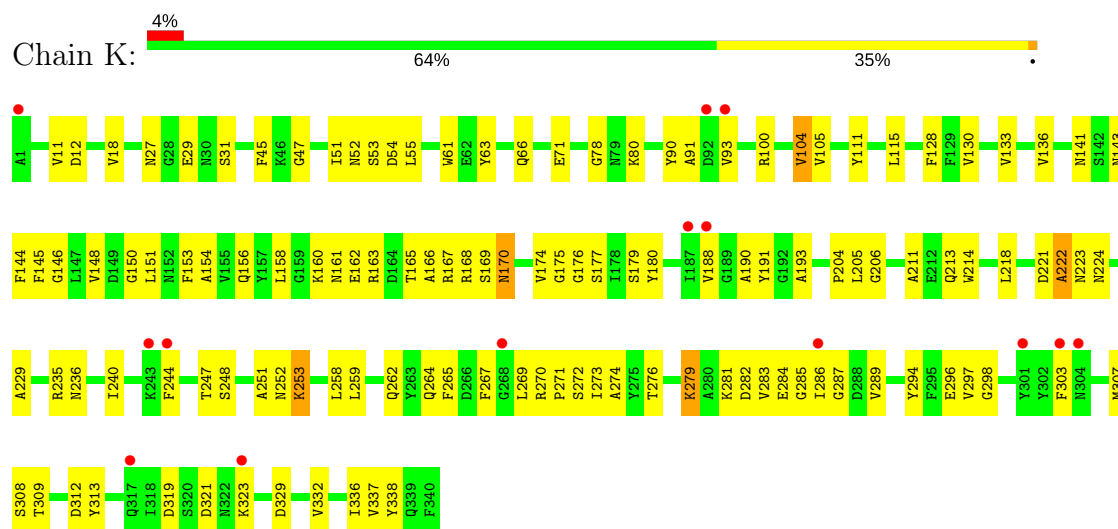 4%
Chain K:
64% 35% •
A1 V11 D12 V18 N27 G28 E29 N30 S31 F45 K46 G47 I51 N52 S53 D54 L55 W61 E62 Y63 Q66 E71 G78 N79 K80 Y90 A91 D92 V93 R100 V104 V105 Y111 L115 F128 F129 V130 V133 V136 N141 S142 N143
F144 F145 G146 L147 V148 D149 G150 L151 N152 F153 A154 V155 Q156 Y157 L158 G159 K160 N161 E162 R163 D164 T165 A166 R167 R168 S169 N170 V174 G175 G176 S177 I178 S179 Y180 I187 V188 G189 A190 Y191 G192 A193 P204 L205 G206 A211 E212 Q213 W214 L218 D221 A222 N223 N224
A229 R235 N236 I240 K243 F244 T247 S248 A251 N252 K253 L258 L259 Q262 Y263 Q264 F265 D266 F267 G268 L269 R270 P271 S272 I273 A274 Y275 T276 K279 A280 K281 D282 V283 E284 G285 I286 G287 D288 V289 Y294 F295 E296 V297 G298 Y301 Y302 F303 N304 M307
S308 T309 D312 Y313 Q317 I318 D319 S320 D321 N322 K323 D329 V332 I336 V337 Y338 Q339 F340